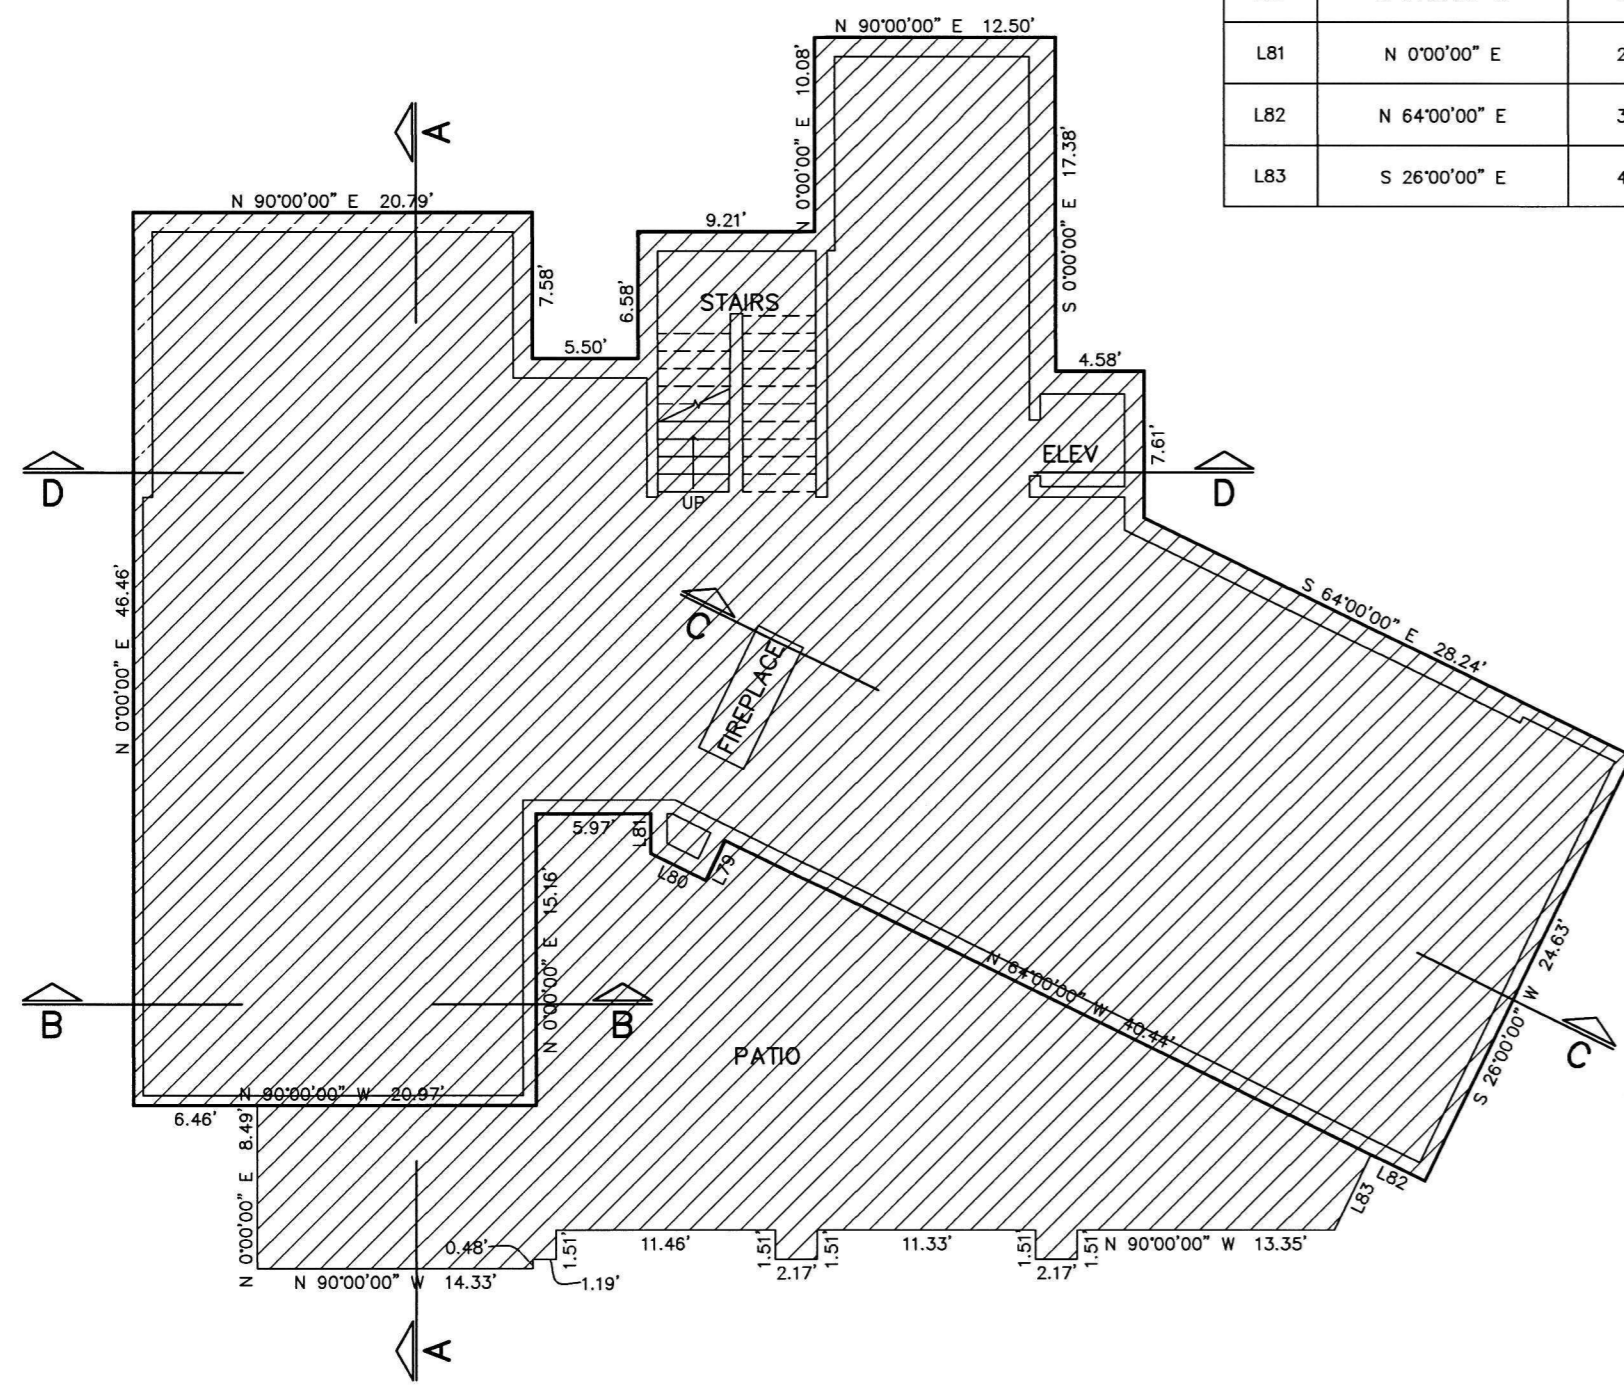 L81 N 0°00'00" E 2
L82 N 64°00'00" E 3
L83 S 26°00'00" E 4
N 90°00'00" E 12.50'
N 0°00'00" E 10.08'
S 0°00'00" E 17.38'
A
N 90°00'00" E 20.79'
9.21'
7.58'
6.58'
5.50'
STAIRS
4.58'
7.61'
ELEV
D
D
UP
N 0°00'00" E 46.46'
C
FIREPLACE
S 64°00'00" E 28.24'
5.97'
L81
L80
L79
N 0°00'00" E 15.16'
N 64°00'00" W 40.44'
S 26°00'00" W 24.63'
C
B
B
PATIO
N 90°00'00" W 20.97'
6.46'
N 0°00'00" E 8.49'
L82
L83
0.48'
1.51'
11.46'
1.51'
1.51'
11.33'
1.51'
1.51'
N 90°00'00" W 13.35'
2.17'
2.17'
N 90°00'00" W 14.33'
1.19'
A